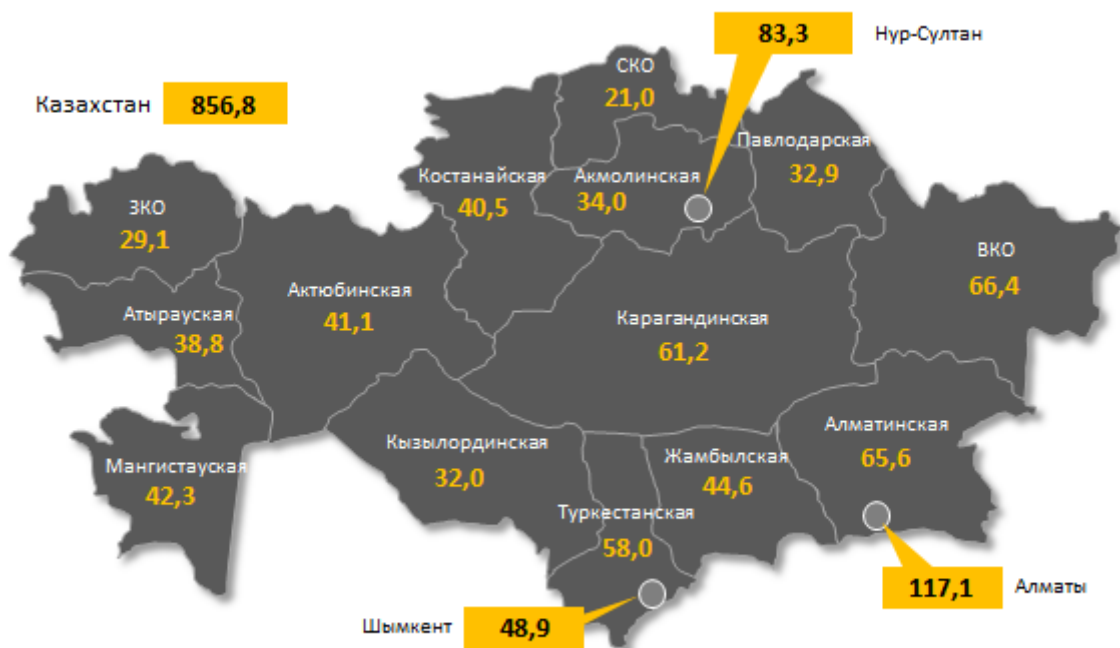 83,3
Нур-Султан
Казахстан
856,8
СКО
21,0
Павлодарская
32,9
Костанайская
40,5
Акмолинская
34,0
ЗКО
29,1
ВКО
66,4
Актюбинская
41,1
Атырауская
38,8
Карагандинская
61,2
Алматинская
65,6
Кызылординская
32,0
Жамбылская
44,6
Мангистауская
42,3
Туркестанская
58,0
117,1
Алматы
Шымкент
48,9